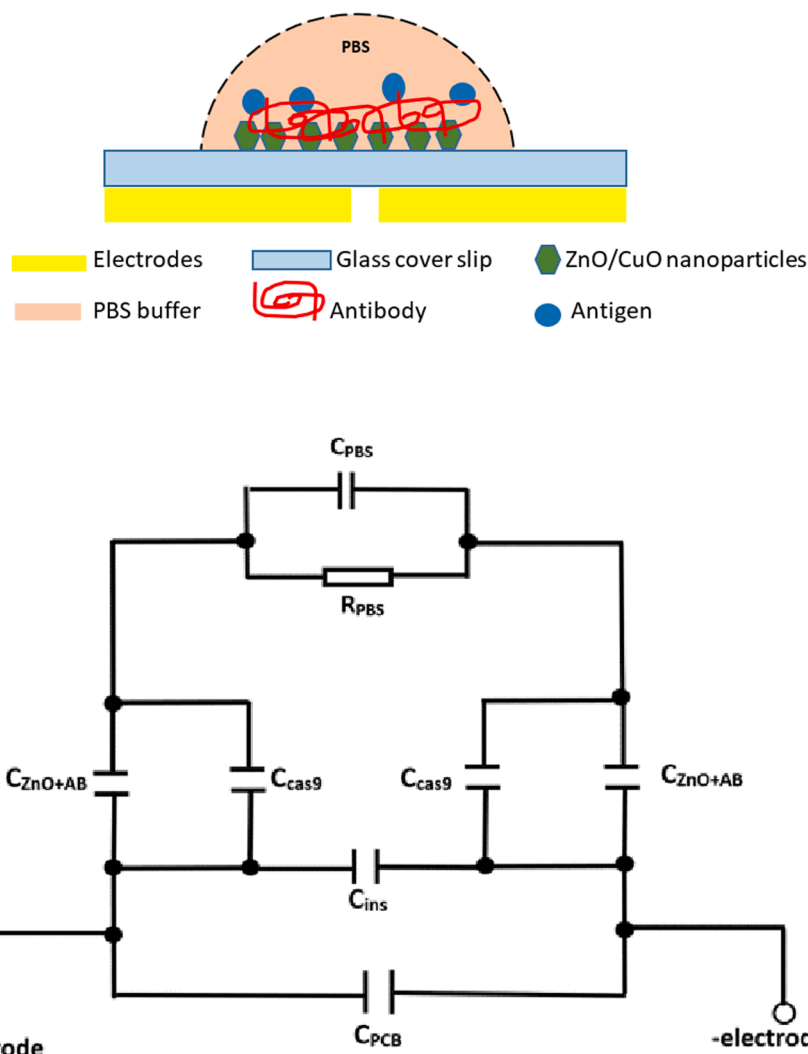 PBS
Electrodes
Glass cover slip
ZnO/CuO nanoparticles
PBS buffer
Antibody
Antigen
CPBS
RPBS
CZnO+AB
Ccas9
Ccas9
CZnO+AB
Cins
CPCB
ode
-electrod